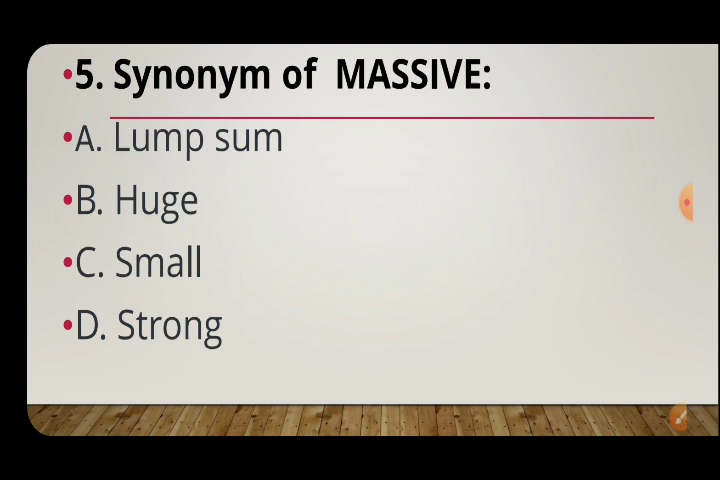 •5. Synonym of MASSIVE:
•A. Lump sum
•B. Huge
•C. Small
•D. Strong